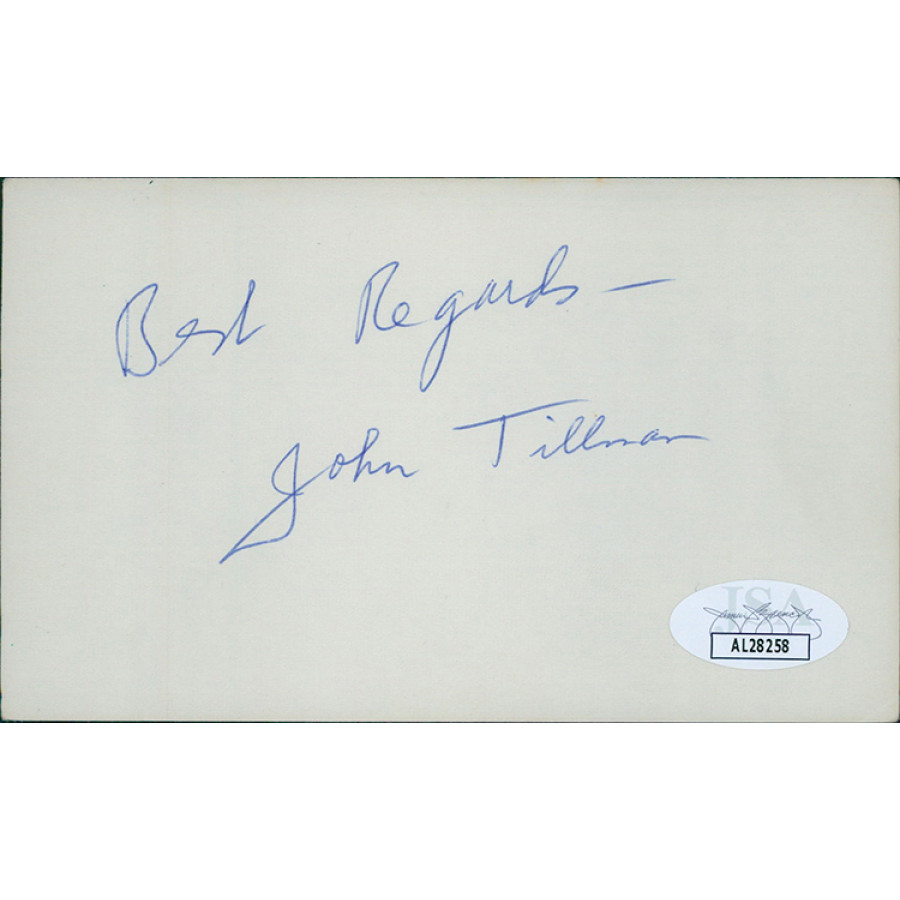 Best Regards —
John Tillman
JSA
AL28258